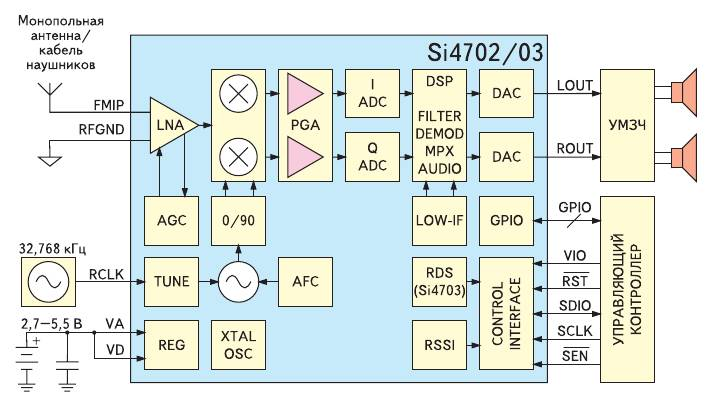 Монопольная
антенна/
кабель
наушников
Si4702/03
FMIP
RFGND
LNA
PGA
I
ADC
Q
ADC
DSP
FILTER
DEMOD
MPX
AUDIO
DAC
DAC
LOUT
ROUT
УМЗЧ
AGC
0/90
LOW-IF
GPIO
GPIO
32,768 кГц
RCLK
TUNE
AFC
RDS
(Si4703)
CONTROL
INTERFACE
VIO
RST
SDIO
SCLK
SEN
УПРАВЛЯЮЩИЙ
КОНТРОЛЛЕР
2,7—5,5 В
VA
VD
+
REG
XTAL
OSC
RSSI